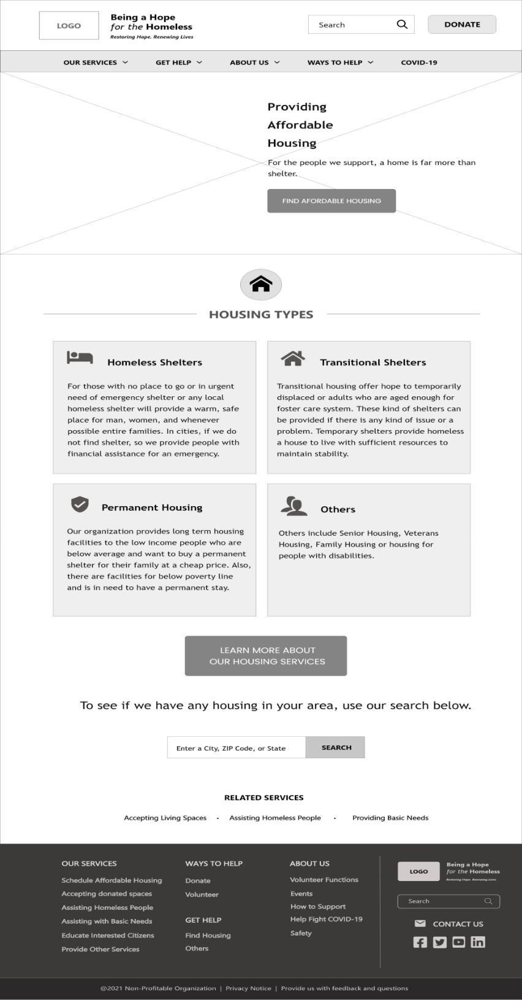 LOGO
Being a Hope
for the Homeless
Restoring Hope. Renewing Lives
Search
DONATE
OUR SERVICES
GET HELP
ABOUT US
WAYS TO HELP
COVID-19
Providing
Affordable
Housing
For the people we support, a home is far more than
shelter.
FIND AFORDABLE HOUSING
HOUSING TYPES
Homeless Shelters
For those with no place to go or in urgent
need of emergency shelter or any local
homeless shelter will provide a warm, safe
place for man, women, and whenever
possible entire families. In cities, if we do
not find shelter, so we provide people with
financial assistance for an emergency.
Transitional Shelters
Transitional housing offer hope to temporarily
displaced or adults who are aged enough for
foster care system. These kind of shelters can
be provided if there is any kind of issue or a
problem. Temporary shelters provide homeless
a house to live with sufficient resources to
maintain stability.
Permanent Housing
Our organization provides long term housing
facilities to the low income people who are
below average and want to buy a permanent
shelter for their family at a cheap price. Also,
there are facilities for below poverty line
and is in need to have a permanent stay.
Others
Others include Senior Housing, Veterans
Housing, Family Housing or housing for
people with disabilities.
LEARN MORE ABOUT
OUR HOUSING SERVICES
To see if we have any housing in your area, use our search below.
Enter a City, ZIP Code, or State
SEARCH
RELATED SERVICES
Accepting Living Spaces • Assisting Homeless People • Providing Basic Needs
OUR SERVICES
Schedule Affordable Housing
Accepting donated spaces
Assisting Homeless People
Assisting with Basic Needs
Educate Interested Citizens
Provide Other Services
WAYS TO HELP
Donate
Volunteer
GET HELP
Find Housing
Others
ABOUT US
Volunteer Functions
Events
How to Support
Help Fight COVID-19
Safety
LOGO
Being a Hope
for the Homeless
Restoring Hope. Renewing Lives
Search
CONTACT US
@2021 Non-Profitable Organization | Privacy Notice | Provide us with feedback and questions